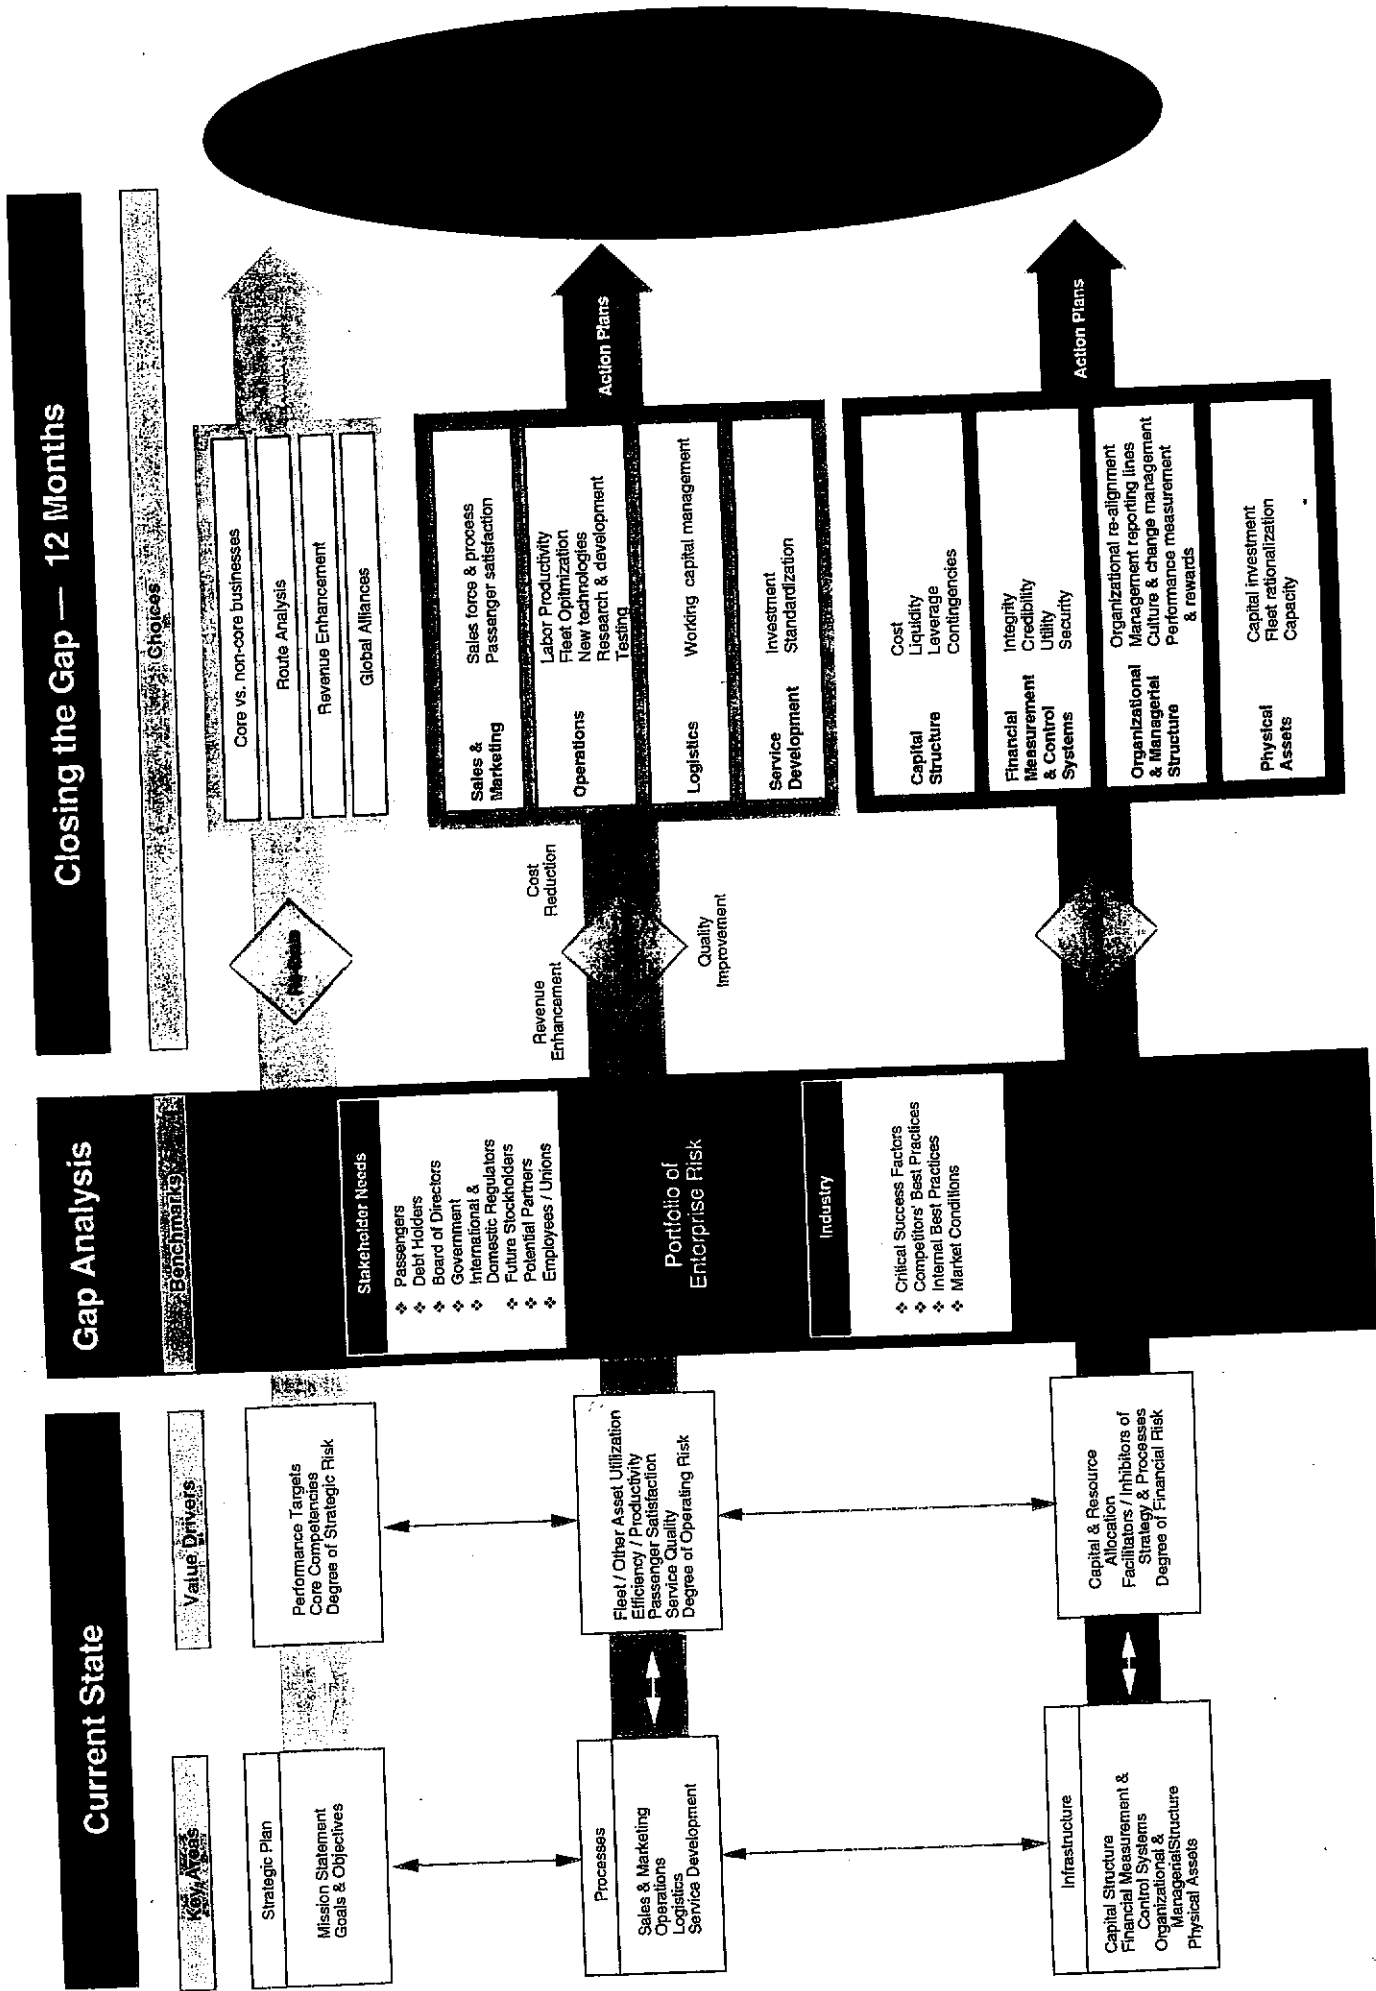 Current State
Gap Analysis
Closing the Gap — 12 Months
Key Areas
Value Drivers
Benchmarks
Choices
Strategic Plan
Mission Statement
Goals & Objectives
Performance Targets
Core Competencies
Degree of Strategic Risk
Processes
Sales & Marketing
Operations
Logistics
Service Development
Fleet / Other Asset Utilization
Efficiency / Productivity
Passenger Satisfaction
Service Quality
Degree of Operating Risk
Infrastructure
Capital Structure
Financial Measurement &
Control Systems
Organizational &
ManagerialStructure
Physical Assets
Capital & Resource
Allocation
Facilitators / Inhibitors of
Strategy & Processes
Degree of Financial Risk
Stakeholder Needs
❖ Passengers
❖ Debt Holders
❖ Board of Directors
❖ Government
❖ International &
Domestic Regulators
❖ Future Stockholders
❖ Potential Partners
❖ Employees / Unions
Portfolio of
Enterprise Risk
Industry
❖ Critical Success Factors
❖ Competitors' Best Practices
❖ Internal Best Practices
❖ Market Conditions
Core vs. non-core businesses
Route Analysis
Revenue Enhancement
Global Alliances
Revenue
Enhancement
Cost
Reduction
Quality
Improvement
Sales &
Marketing
Sales force & process
Passenger satisfaction
Operations
Labor Productivity
Fleet Opitmization
New technologies
Research & development
Testing
Logistics
Working capital management
Service
Development
Investment
Standardization
Action Plans
Capital
Structure
Cost
Liquidity
Leverage
Contingencies
Financial
Measurement
& Control
Systems
Integrity
Credibility
Utility
Security
Organizational
& Managerial
Structure
Organizational re-alignment
Management reporting lines
Culture & change management
Performance measurement
& rewards
Physical
Assets
Capital investment
Fleet rationalization
Capacity
Action Plans